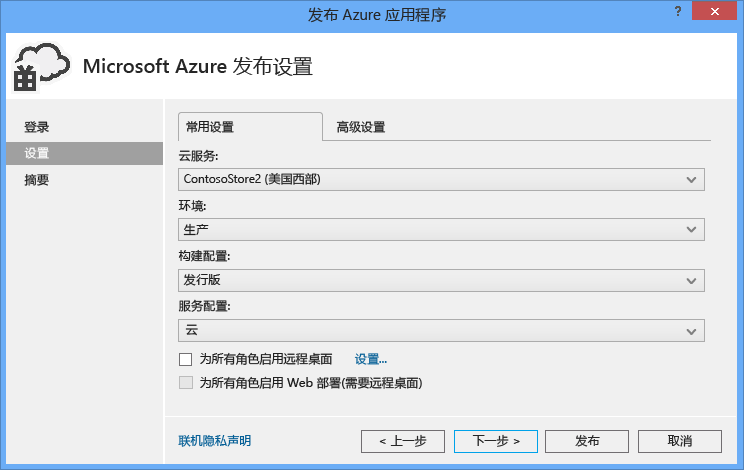 发布 Azure 应用程序
?
Microsoft Azure 发布设置
登录
设置
摘要
常用设置
高级设置
云服务:
ContosoStore2 (美国西部)
环境:
生产
构建配置:
发行版
服务配置:
云
为所有角色启用远程桌面 设置...
为所有角色启用 Web 部署(需要远程桌面)
联机隐私声明
< 上一步
下一步 >
发布
取消